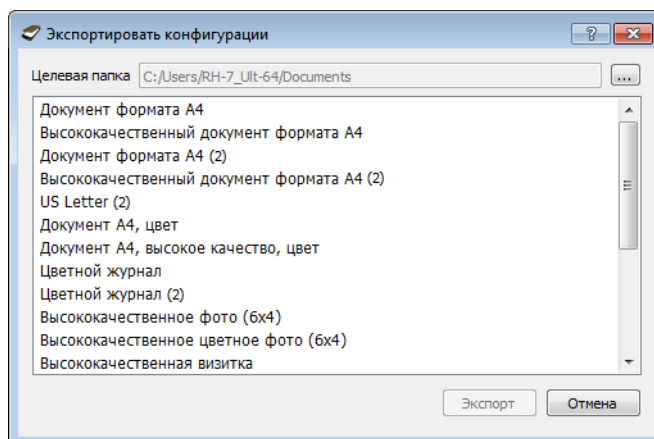 Экспортировать конфигурации
Целевая папка C:/Users/RH-7_Ult-64/Documents ...
Документ формата A4
Высококачественный документ формата A4
Документ формата A4 (2)
Высококачественный документ формата A4 (2)
US Letter (2)
Документ A4, цвет
Документ A4, высокое качество, цвет
Цветной журнал
Цветной журнал (2)
Высококачественное фото (6x4)
Высококачественное цветное фото (6x4)
Высококачественная визитка
Экспорт Отмена